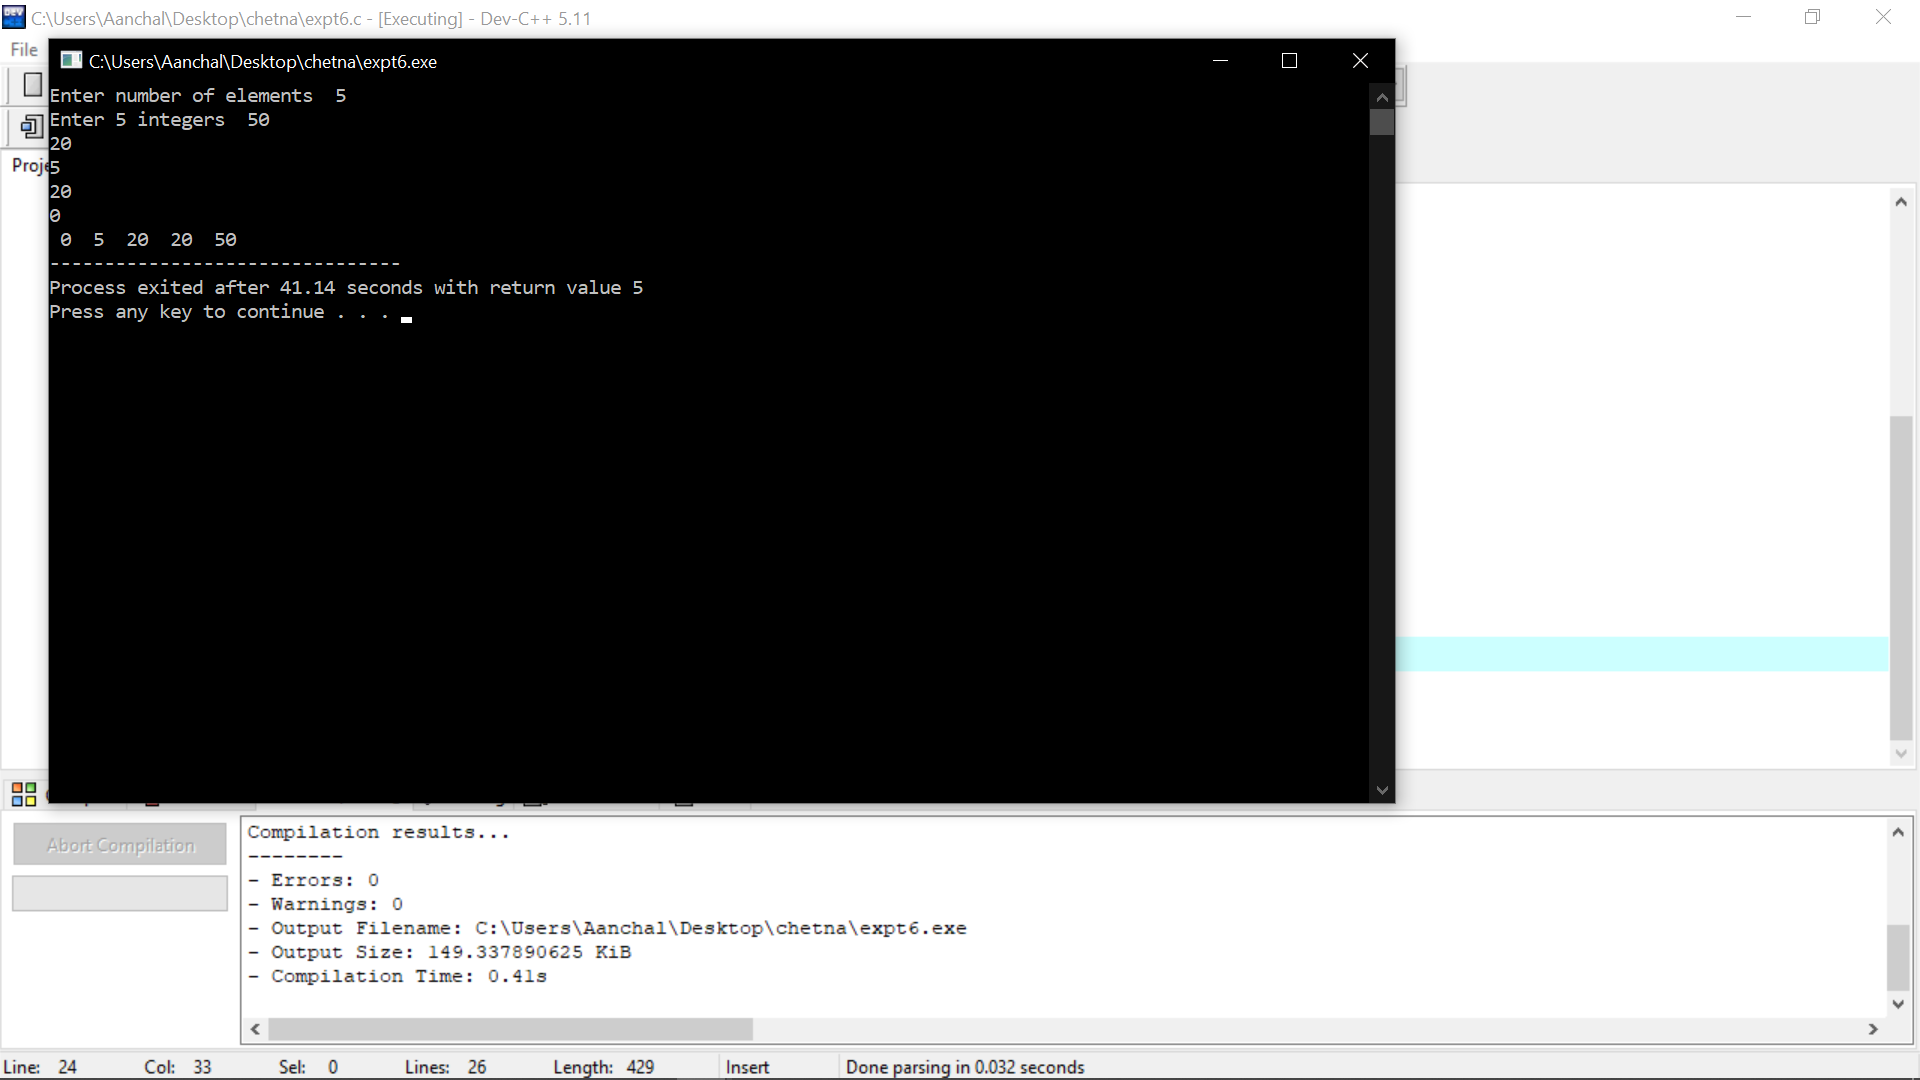 C:\Users\Aanchal\Desktop\chetna\expt6.c - [Executing] - Dev-C++ 5.11
File
C:\Users\Aanchal\Desktop\chetna\expt6.exe
Enter number of elements  5
Enter 5 integers  50
20
5
20
0
 0  5  20  20  50
--------------------------------
Process exited after 41.14 seconds with return value 5
Press any key to continue . . .
Proje
Abort Compilation
Compilation results...
--------
- Errors: 0
- Warnings: 0
- Output Filename: C:\Users\Aanchal\Desktop\chetna\expt6.exe
- Output Size: 149.337890625 KiB
- Compilation Time: 0.41s
Line: 24 Col: 33 Sel: 0 Lines: 26 Length: 429 Insert Done parsing in 0.032 seconds